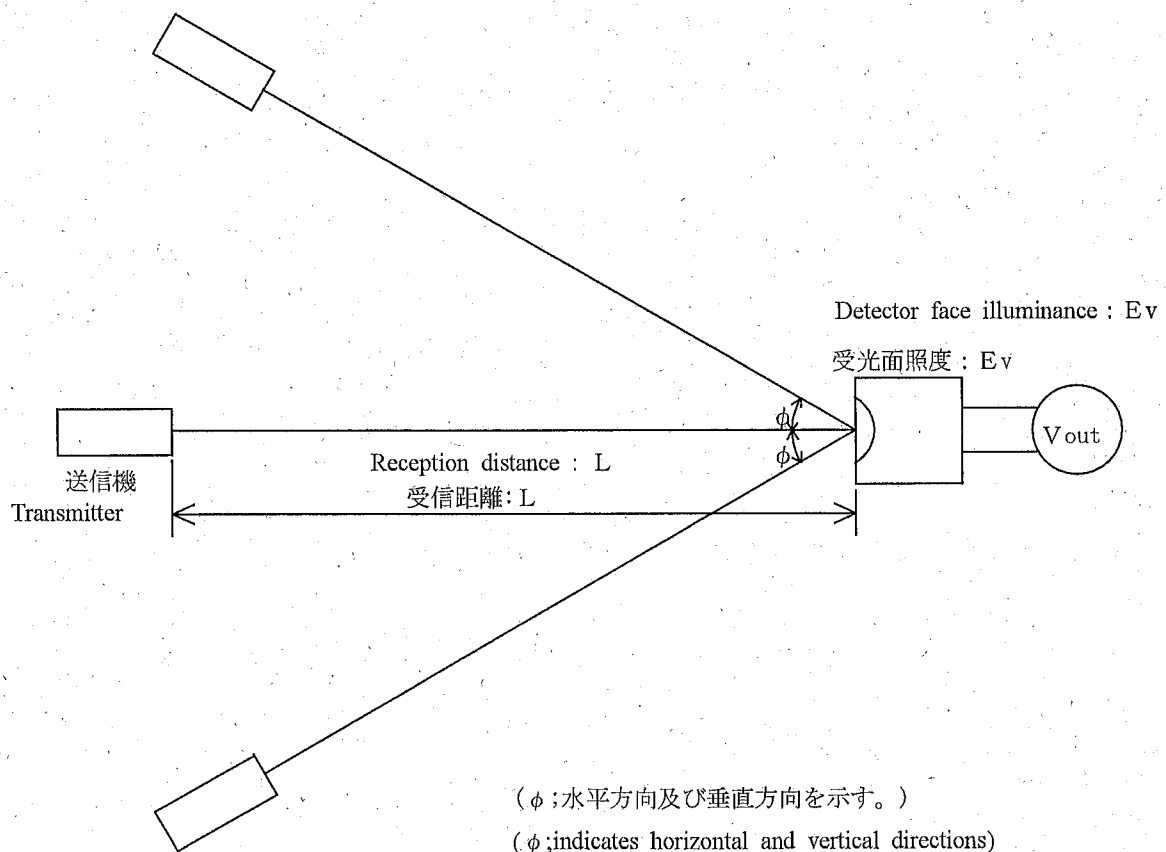 Detector face illuminance : Ev
受光面照度 : Ev
φ
φ
Vout
送信機
Transmitter
Reception distance : L
受信距離: L
(φ;水平方向及び垂直方向を示す。)
(φ;indicates horizontal and vertical directions)